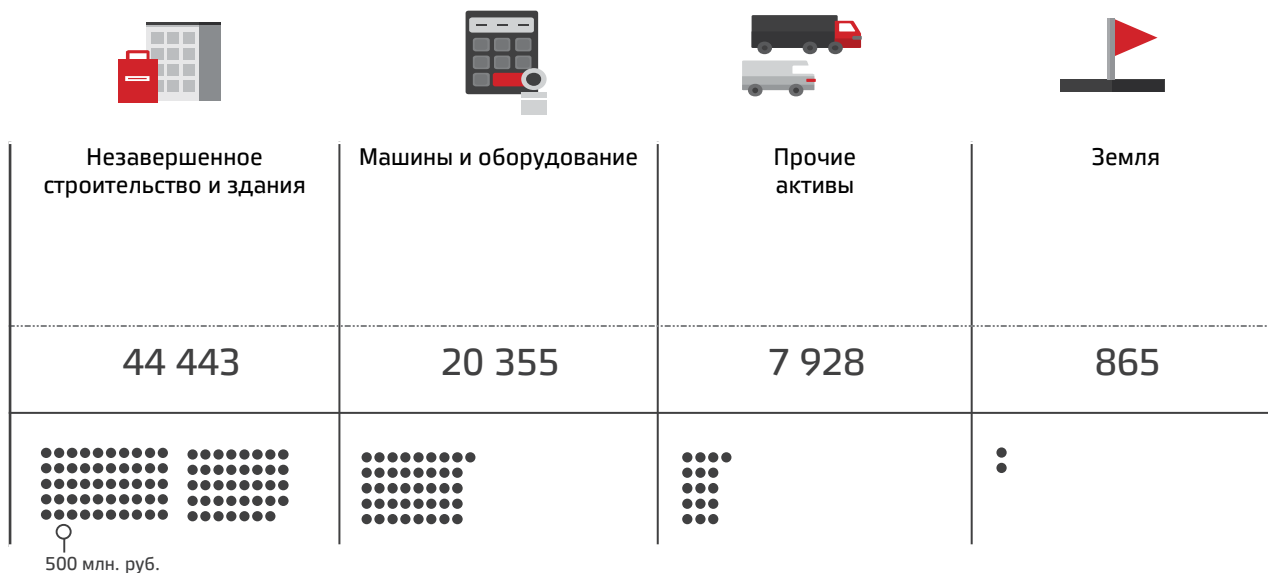 Незавершенное
строительство и здания
Машины и оборудование
Прочие
активы
Земля
44 443
20 355
7 928
865
500 млн. руб.